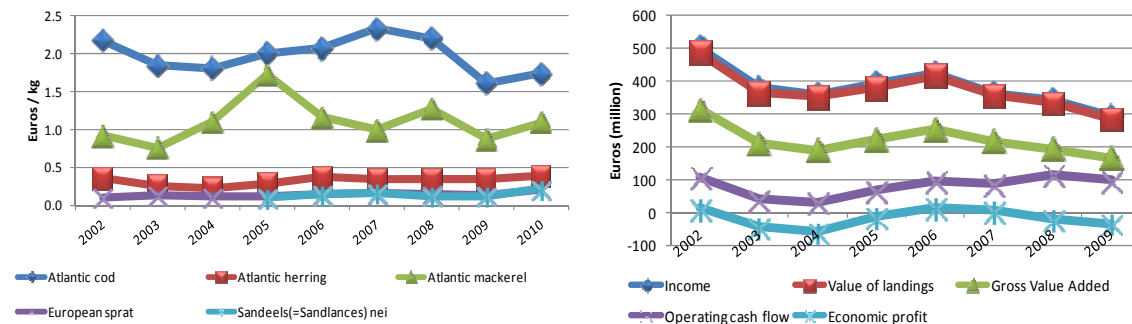 2.5
2.0
1.5
1.0
0.5
0.0
Euros / kg
2002 2003 2004 2005 2006 2007 2008 2009 2010
Atlantic cod Atlantic herring Atlantic mackerel
European sprat Sandeels(=Sandlances) nei
600
500
400
300
200
100
0
-100
Euros (million)
2002 2003 2004 2005 2006 2007 2008 2009
Income Value of landings Gross Value Added
Operating cash flow Economic profit